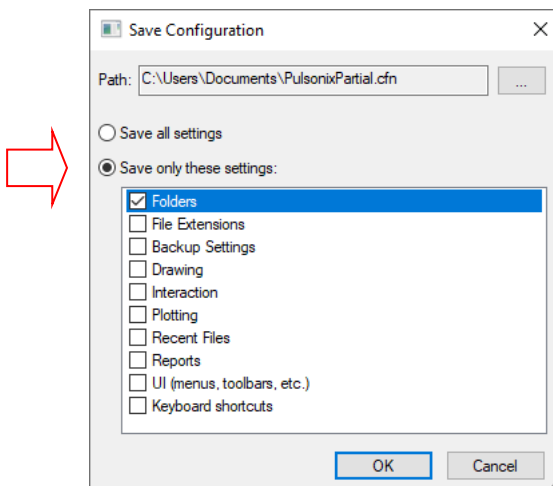 Save Configuration
Path: C:\Users\Documents\PulsonixPartial.cfn ...
Save all settings
Save only these settings:
Folders
File Extensions
Backup Settings
Drawing
Interaction
Plotting
Recent Files
Reports
UI (menus, toolbars, etc.)
Keyboard shortcuts
OK Cancel